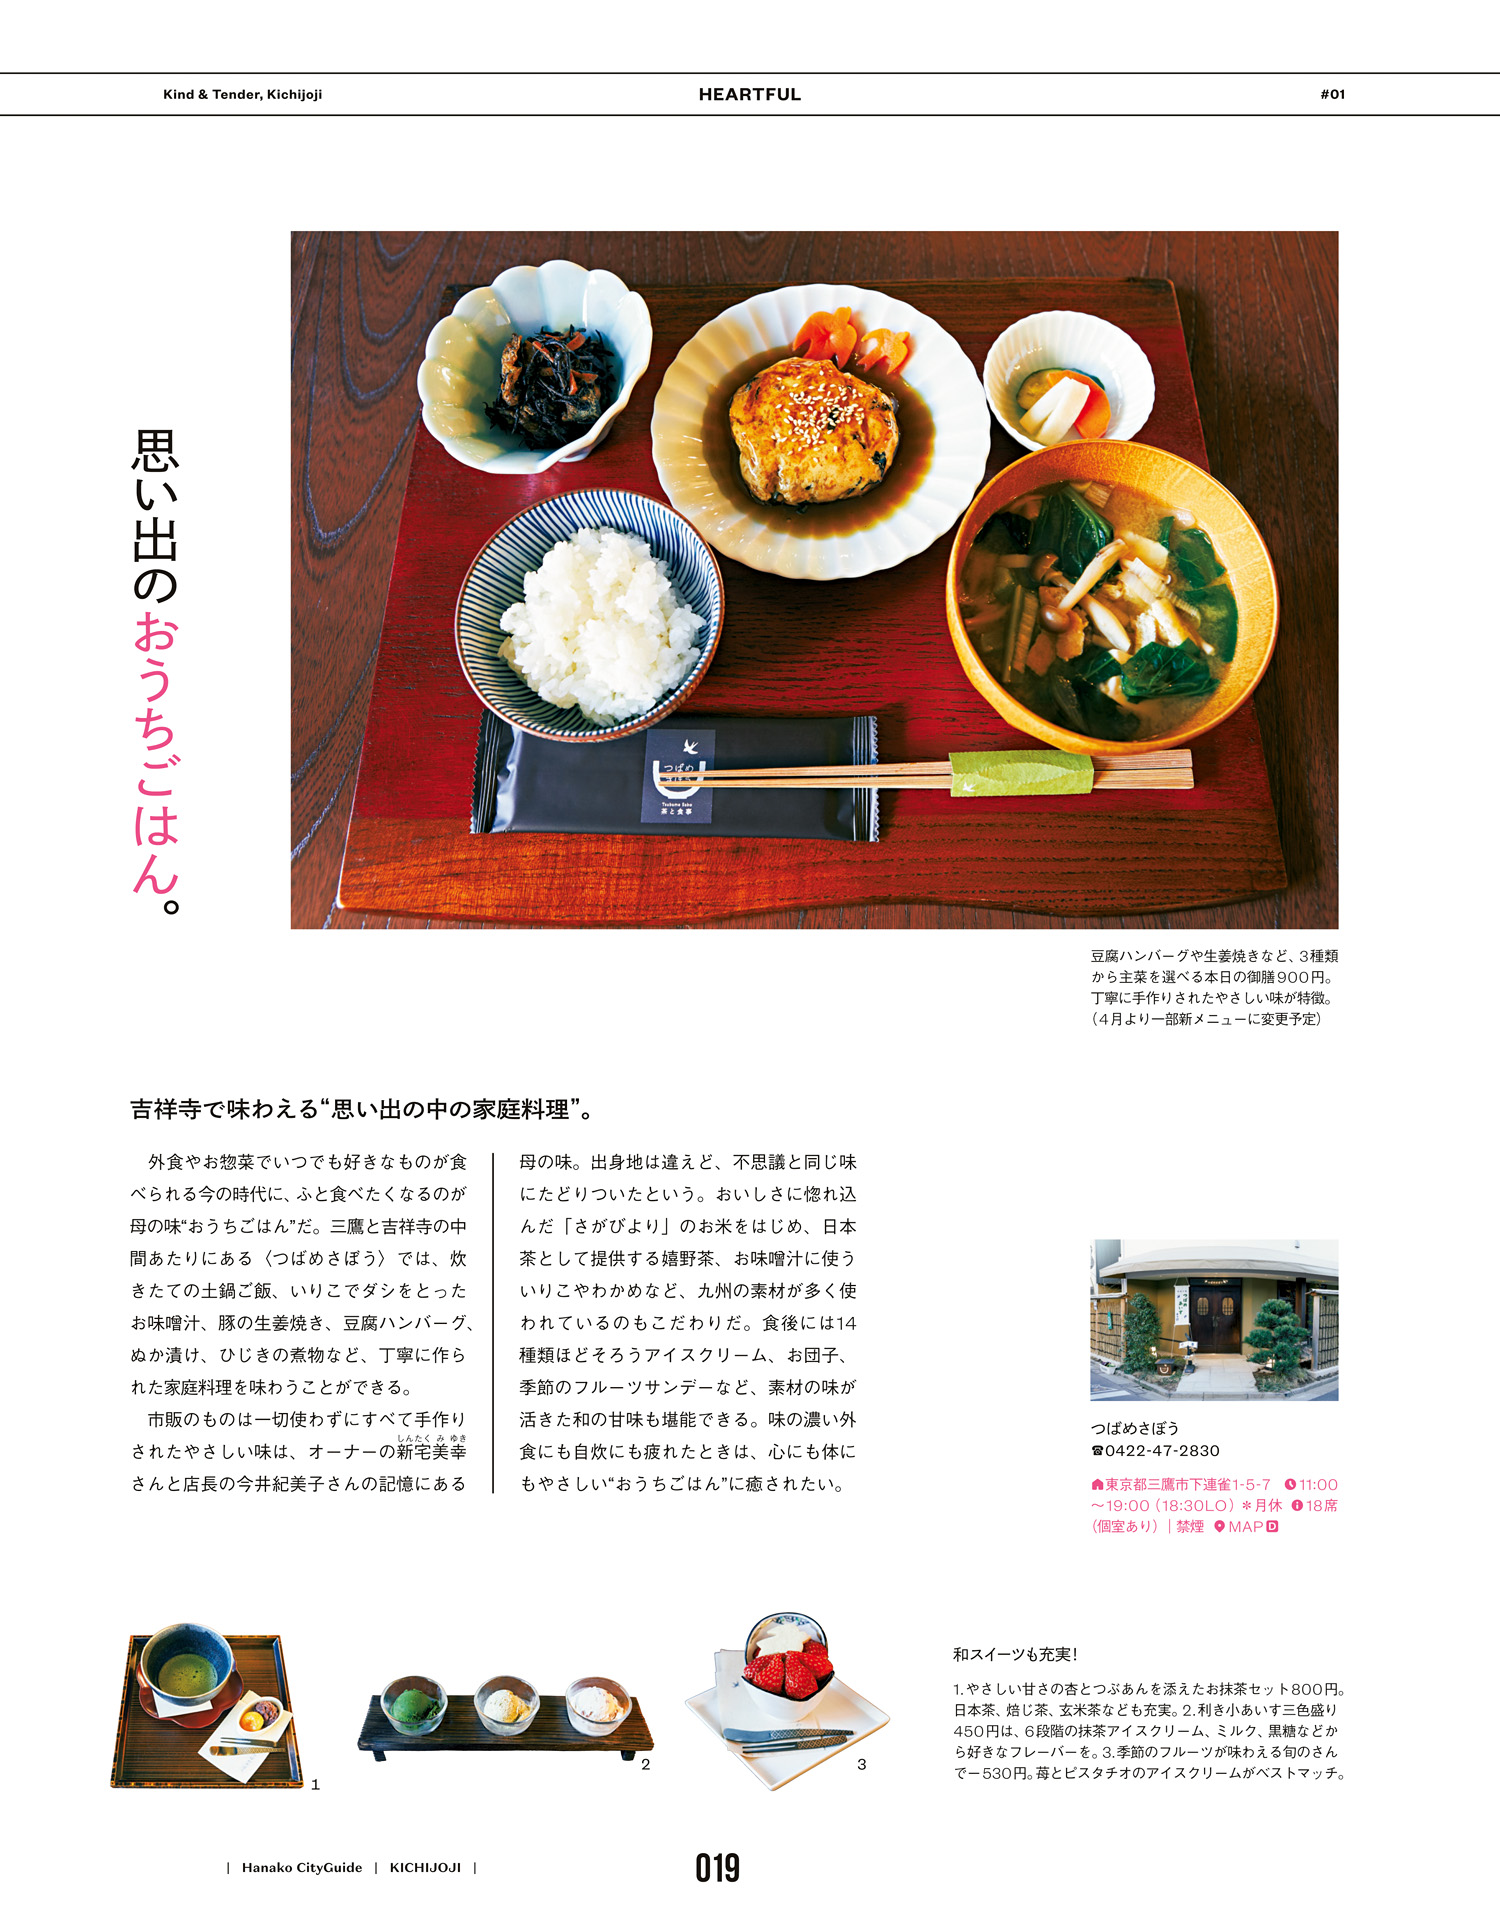 Kind & Tender, Kichijoji
HEARTFUL
#01
思い出のおうちごはん。
つばめ
さぼう
Tsubame Sabo
茶と食事
豆腐ハンバーグや生姜焼きなど、3種類
から主菜を選べる本日の御膳900円。
丁寧に手作りされたやさしい味が特徴。
（4月より一部新メニューに変更予定）
吉祥寺で味わえる“思い出の中の家庭料理”。
外食やお惣菜でいつでも好きなものが食
べられる今の時代に、ふと食べたくなるのが
母の味“おうちごはん”だ。三鷹と吉祥寺の中
間あたりにある〈つばめさぼう〉では、炊
きたての土鍋ご飯、いりこでダシをとった
お味噌汁、豚の生姜焼き、豆腐ハンバーグ、
ぬか漬け、ひじきの煮物など、丁寧に作ら
れた家庭料理を味わうことができる。
市販のものは一切使わずにすべて手作り
しんたく み ゆき
されたやさしい味は、オーナーの新宅美幸
さんと店長の今井紀美子さんの記憶にある
母の味。出身地は違えど、不思議と同じ味
にたどりついたという。おいしさに惚れ込
んだ「さがびより」のお米をはじめ、日本
茶として提供する嬉野茶、お味噌汁に使う
いりこやわかめなど、九州の素材が多く使
われているのもこだわりだ。食後には14
種類ほどそろうアイスクリーム、お団子、
季節のフルーツサンデーなど、素材の味が
活きた和の甘味も堪能できる。味の濃い外
食にも自炊にも疲れたときは、心にも体に
もやさしい“おうちごはん”に癒されたい。
つばめさぼう
☎0422-47-2830
東京都三鷹市下連雀1-5-7 11:00
〜19:00（18:30LO）＊月休 18席
（個室あり）｜禁煙 MAP D
1
2
3
和スイーツも充実！
1.やさしい甘さの杏とつぶあんを添えたお抹茶セット800円。
日本茶、焙じ茶、玄米茶なども充実。2.利き小あいす三色盛り
450円は、6段階の抹茶アイスクリーム、ミルク、黒糖などか
ら好きなフレーバーを。3.季節のフルーツが味わえる旬のさん
でー530円。苺とピスタチオのアイスクリームがベストマッチ。
| Hanako CityGuide | KICHIJOJI |
019